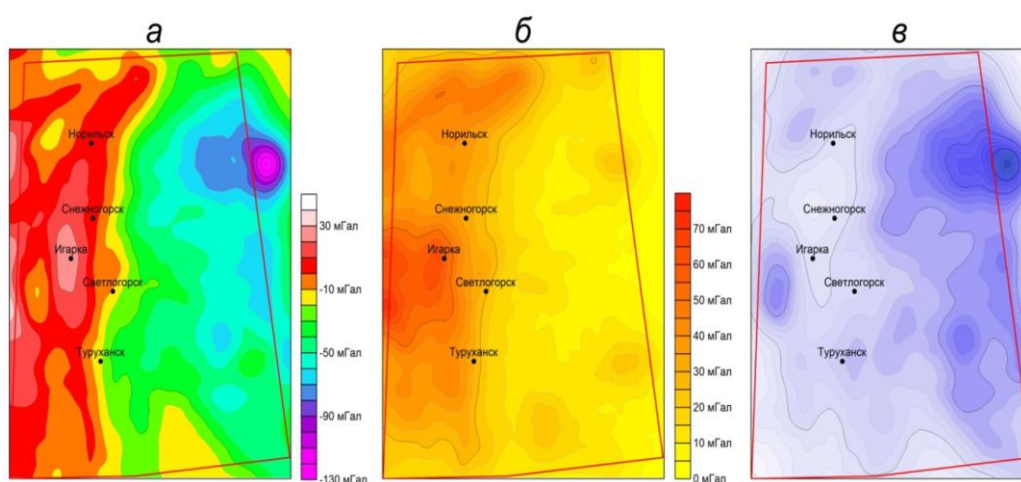 а
б
в
Норильск
Снежногорск
Игарка
Светлогорск
Туруханск
30 мГал
-10 мГал
-50 мГал
-90 мГал
-130 мГал
Норильск
Снежногорск
Игарка
Светлогорск
Туруханск
70 мГал
60 мГал
50 мГал
40 мГал
30 мГал
20 мГал
10 мГал
0 мГал
Норильск
Снежногорск
Игарка
Светлогорск
Туруханск